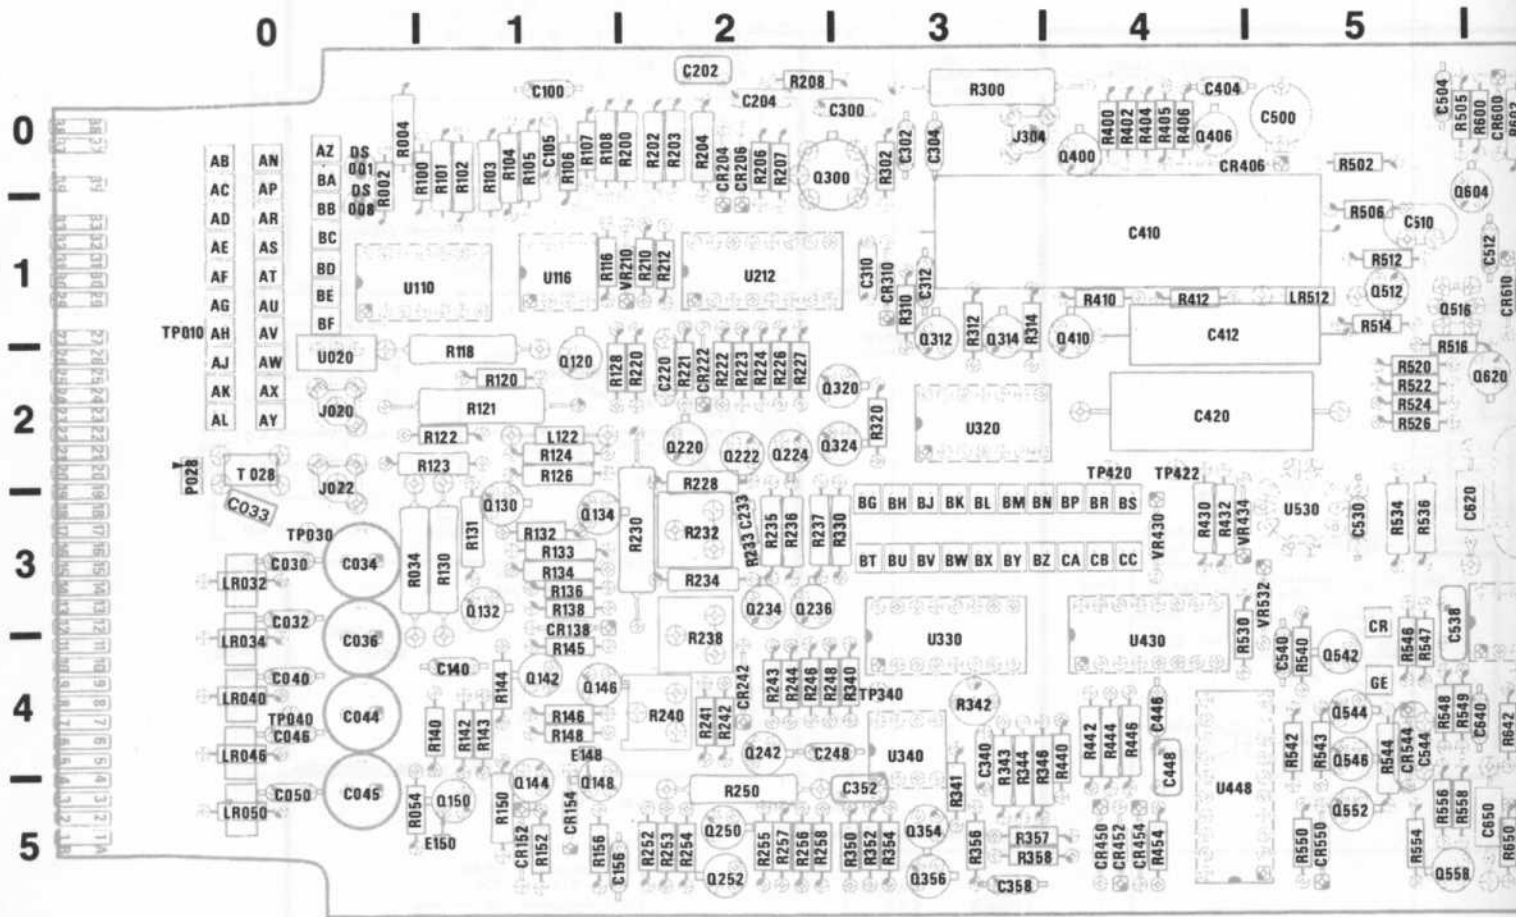 0 1 2 3 4 5
C202 R208 R300 C404 C504
C100 C204 C300 C500 R505 R600 CR600
0 R004 R107 R108 R200 R202 R203 R204 C302 C304 J304 R400 R402 R404 R405 R406 Q406
AB AN AZ DS 001 R100 R101 R102 R103 R104 R105 C105 R106 CR204 CR206 R206 R207 Q300 R302 Q400 CR406 R502
AC AP BA DS 008 R002 Q604
AD AR BB C410 R506 C510
AE AS BC R116 VR210 R210 R212 C512
1 AF AT BD U110 U116 U212 C310 CR310 C312 R512 CR610
AG AU BE R310 R410 R412 LR512 Q512 Q516
TP010 AH AV BF Q312 R312 Q314 R314 Q410 C412 R514
AJ AW U020 R118 Q120 R128 R220 C220 R221 CR222 R222 R223 R224 R226 R227 R516
AK AX R120 Q320 R520 Q620
2 AL AY J020 R121 R320 U320 C420 R522
R524
R122 L122 Q220 Q222 Q224 Q324 R526
R124
P028 T 028 J022 R123 R126 R228 TP420 TP422
C033 Q130 Q134 BG BH BJ BK BL BM BN BP BR BS U530 C620
TP030 R131 R132 R230 R232 C233 R233 R235 R236 R237 R330 VR430 R430 R432 VR434 C530 R534 R536
3 C030 C034 R034 R130 R133 BT BU BV BW BX BY BZ CA CB CC
LR032 R134 R234 VR532
R136
C032 Q132 R138 Q234 Q236 C538
LR034 C036 CR138 R238 U330 U430 R530 CR R546 R547
R145 C540 R540 Q542
C040 C140 R144 Q142 Q146 CR242 R243 R244 R246 R248 R340 TP340 GE
4 LR040 R240 R241 R242 R342 C446 R548 R549 C640
TP040 C044 R140 R142 R143 R146 Q544 R642
C046 R148 R442 R444 R446 R542 R543
LR046 E148 Q242 C248 U340 C340 R343 R344 R346 R440 C448 Q546 R544 CR544 C544
C050 C045 Q144 Q148 R250 C352 R341 U448
LR050 R054 Q150 R150 CR154 Q552 R556 R558 C650
5 E150 CR152 R152 R156 C156 R252 R253 R254 Q250 R255 R257 R256 R258 R350 R352 R354 Q354 R356 R357 CR450 CR452 CR454 R454 R550 CR550 R554 R650
R358
Q252 Q356 C358 Q558